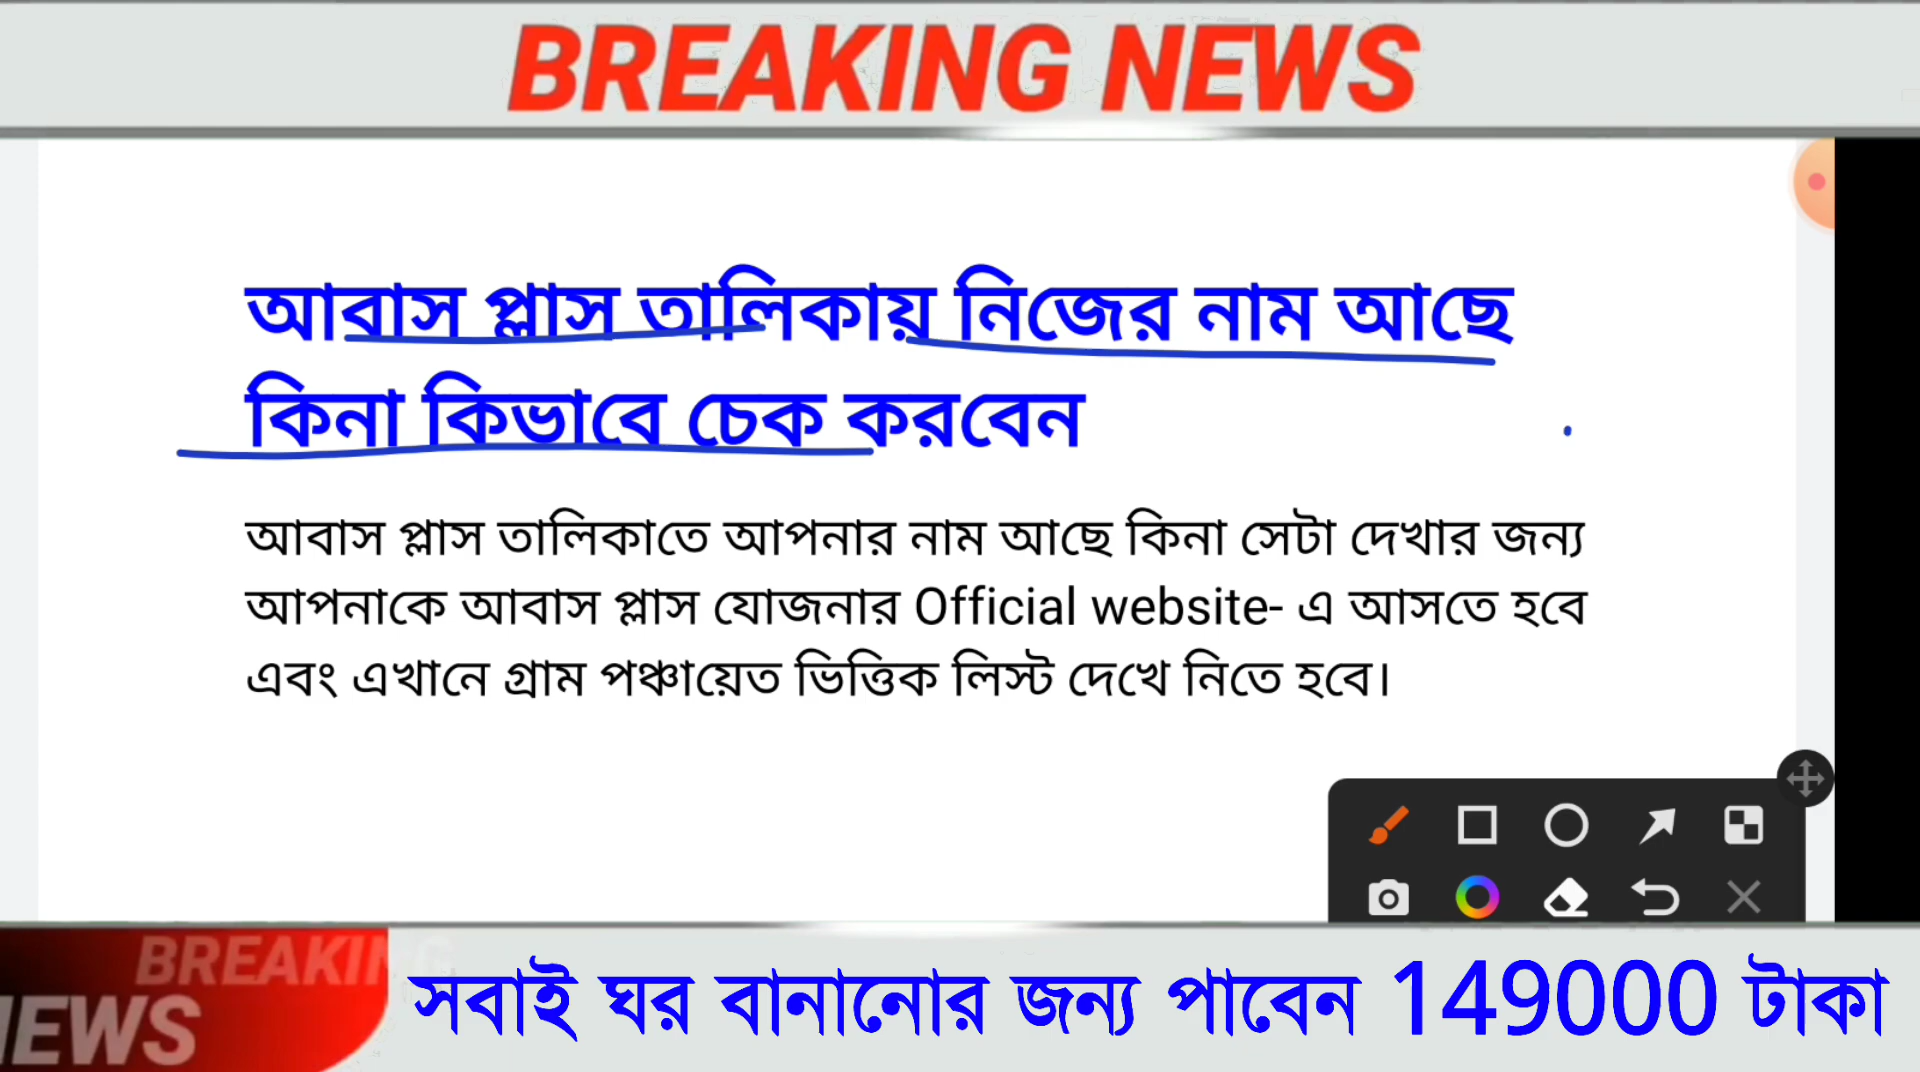 BREAKING NEWS
আবাস প্লাস তালিকায় নিজের নাম আছে
কিনা কিভাবে চেক করবেন
আবাস প্লাস তালিকাতে আপনার নাম আছে কিনা সেটা দেখার জন্য
আপনাকে আবাস প্লাস যোজনার Official website- এ আসতে হবে
এবং এখানে গ্রাম পঞ্চায়েত ভিত্তিক লিস্ট দেখে নিতে হবে।
BREAKING
NEWS
সবাই ঘর বানানোর জন্য পাবেন 149000 টাকা